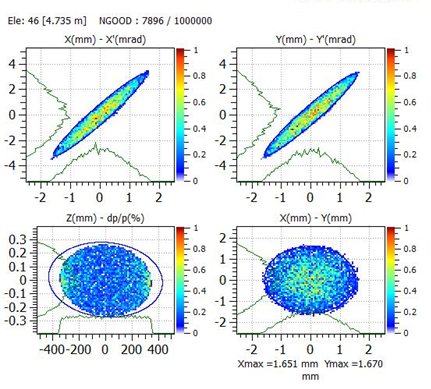 Ele: 46 [4.735 m] NGOOD : 7896 / 1000000
X(mm) - X'(mrad) Y(mm) - Y'(mrad)
4 1 4 1
2 0.8 2 0.8
0 0.6 0 0.6
-2 0.4 -2 0.4
-4 0.2 -4 0.2
0 0
-2 -1 0 1 2 -2 -1 0 1 2
Z(mm) - dp/p(%) X(mm) - Y(mm)
0.3 1 2 1
0.2 0.8 0.8
0.1 0.6 1 0.6
0 0
-0.1 0.4 -1 0.4
-0.2 0.2 0.2
-0.3 0 -2 0
-400 -200 0 200 400 -2 -1 0 1 2
Xmax =1.651 mm Ymax =1.670
mm